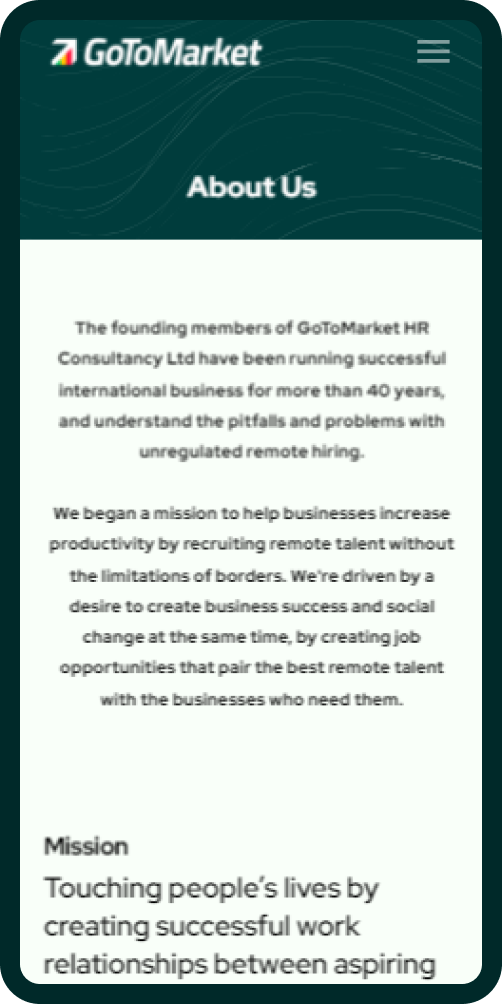 GoToMarket
About Us
The founding members of GoToMarket HR
Consultancy Ltd have been running successful
international business for more than 40 years,
and understand the pitfalls and problems with
unregulated remote hiring.
We began a mission to help businesses increase
productivity by recruiting remote talent without
the limitations of borders. We're driven by a
desire to create business success and social
change at the same time, by creating job
opportunities that pair the best remote talent
with the businesses who need them.
Mission
Touching people's lives by
creating successful work
relationships between aspiring